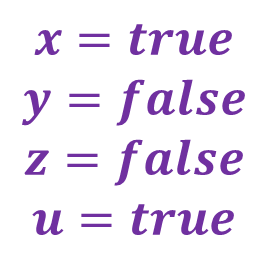 x = true
y = false
z = false
u = true